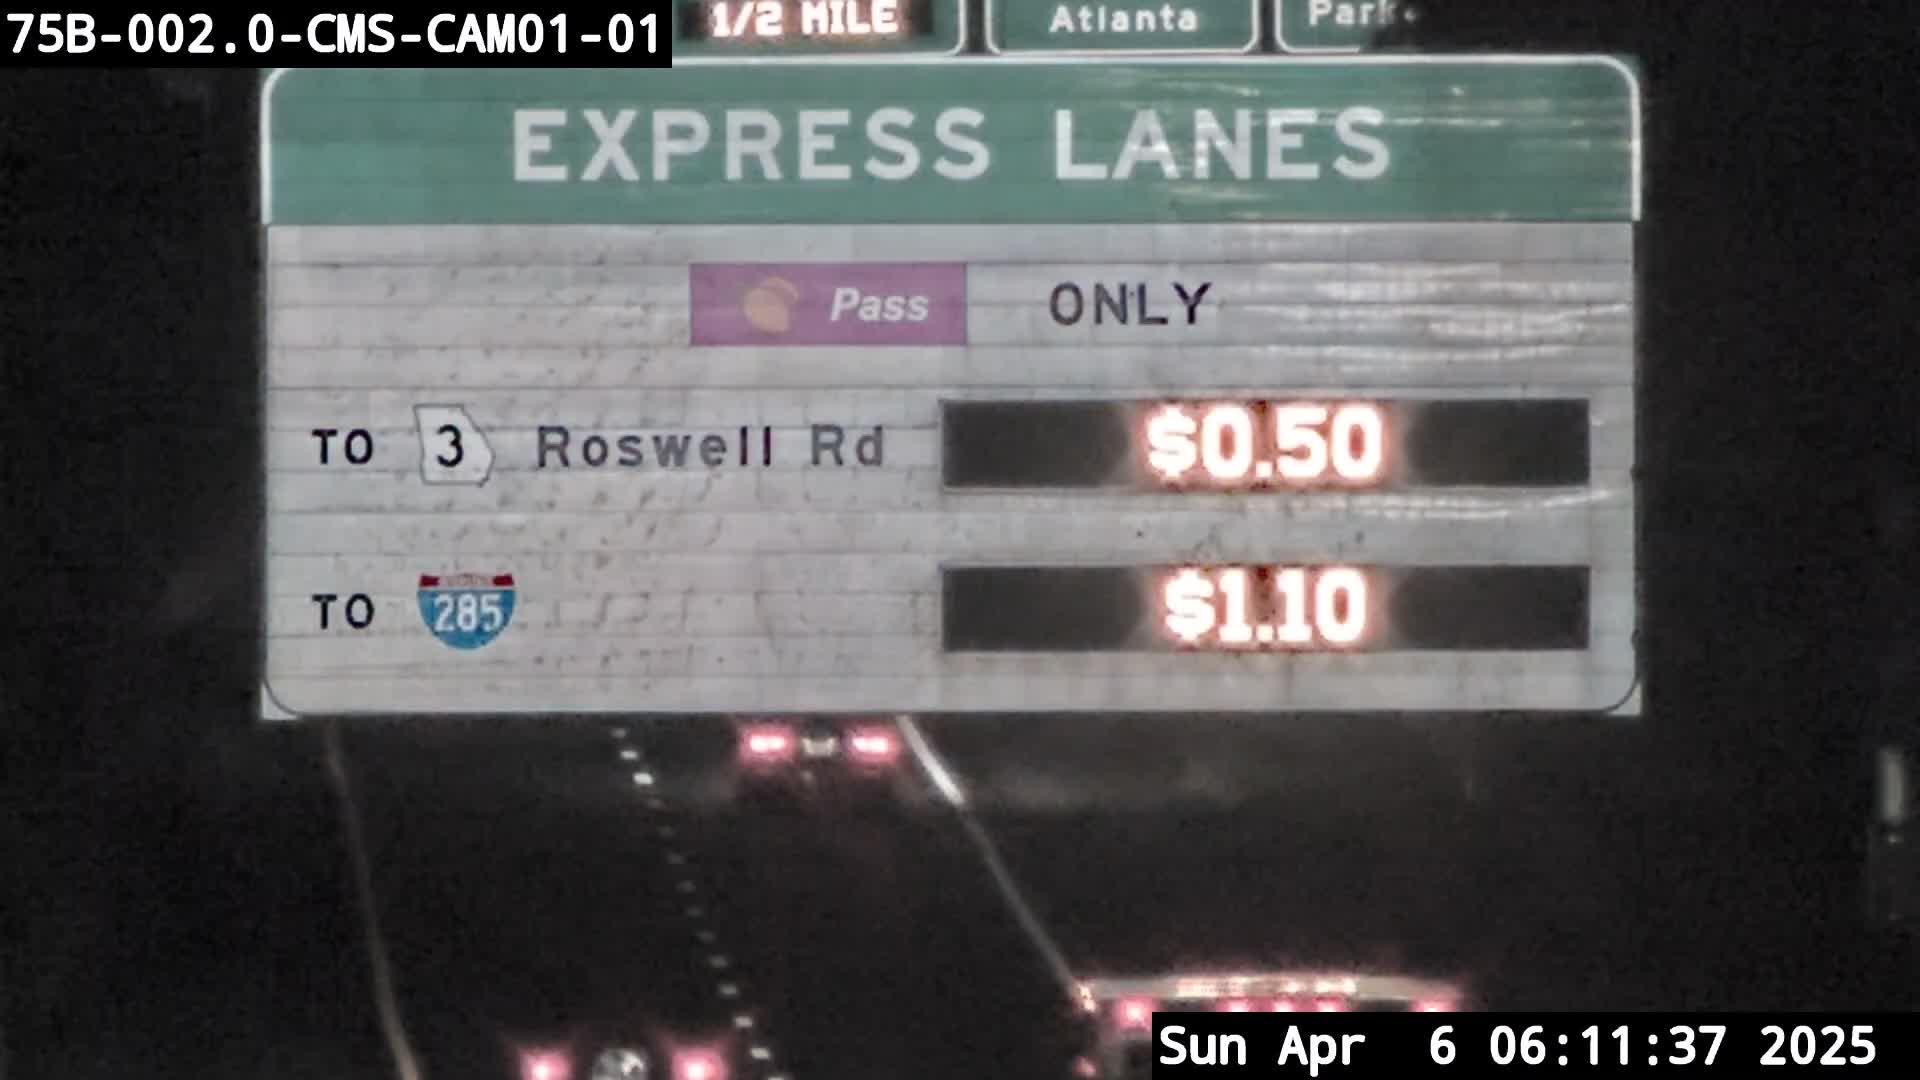 75B-002.0-CMS-CAM01-01
1/2 MILE
Atlanta
EXPRESS LANES
Pass ONLY
TO 3 Roswell Rd $0.50
TO 285 $1.10
Sun Apr 6 06:11:37 2025